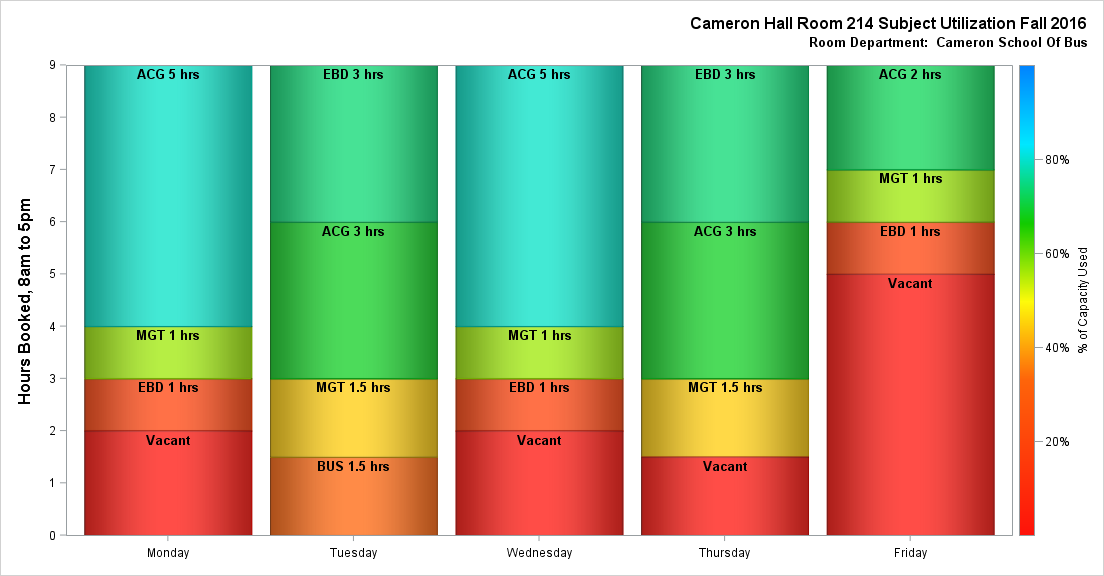 Cameron Hall Room 214 Subject Utilization Fall 2016
Room Department:  Cameron School Of Bus
Hours Booked, 8am to 5pm
9
8
7
6
5
4
3
2
1
0
ACG 5 hrs
MGT 1 hrs
EBD 1 hrs
Vacant
Monday
EBD 3 hrs
ACG 3 hrs
MGT 1.5 hrs
BUS 1.5 hrs
Tuesday
ACG 5 hrs
MGT 1 hrs
EBD 1 hrs
Vacant
Wednesday
EBD 3 hrs
ACG 3 hrs
MGT 1.5 hrs
Vacant
Thursday
ACG 2 hrs
MGT 1 hrs
EBD 1 hrs
Vacant
Friday
80%
60%
40%
20%
% of Capacity Used